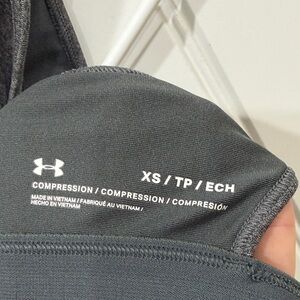 XS / TP / ECH
COMPRESSION / COMPRESSION / COMPRESIÓN
MADE IN VIETNAM / FABRIQUÉ AU VIETNAM /
HECHO EN VIETNAM